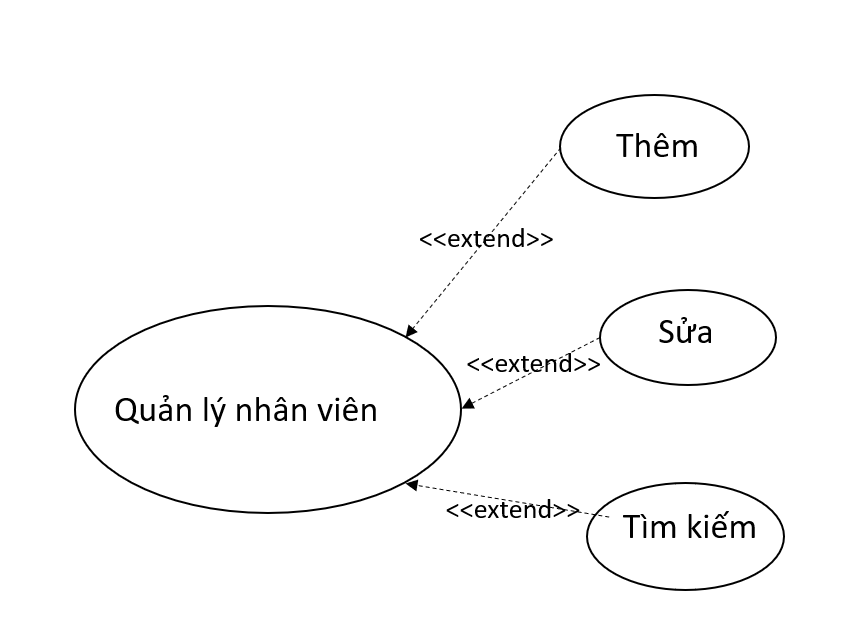 Thêm
<<extend>>
Sửa
<<extend>>
Quản lý nhân viên
<<extend>>
Tìm kiếm